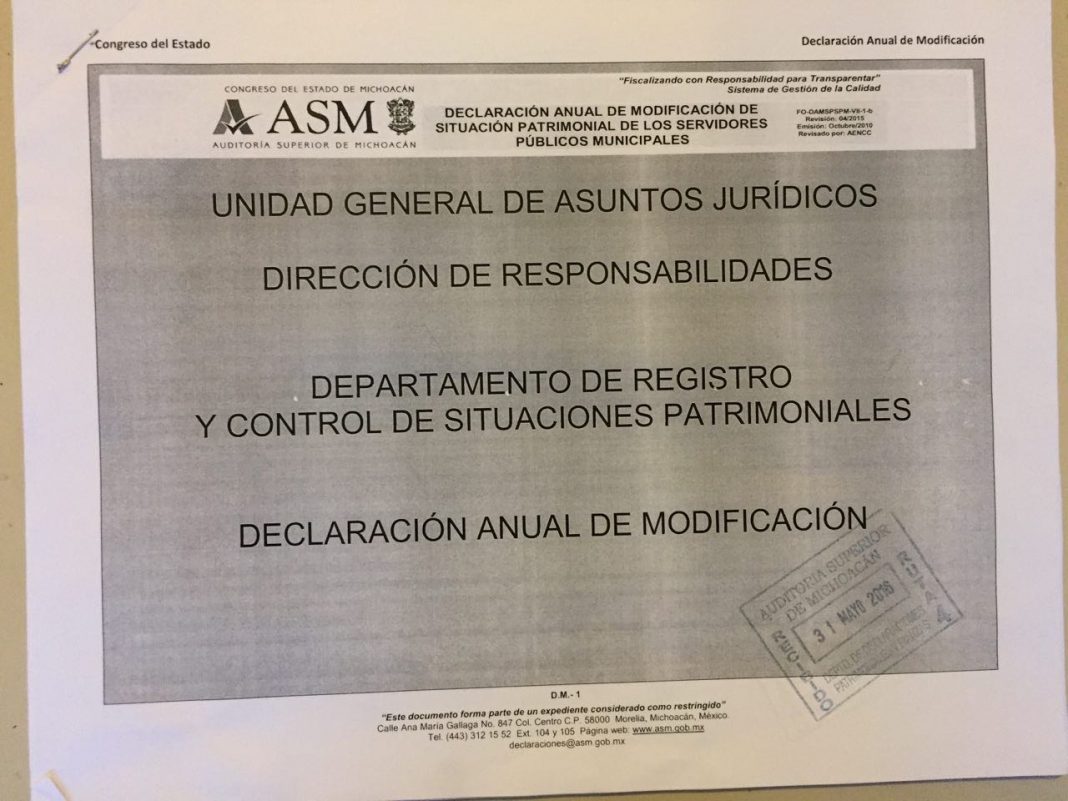 Congreso del Estado
Declaración Anual de Modificación
"Fiscalizando con Responsabilidad para Transparentar"
Sistema de Gestión de la Calidad
CONGRESO DEL ESTADO DE MICHOACÁN
ASM
AUDITORÍA SUPERIOR DE MICHOACÁN
DECLARACIÓN ANUAL DE MODIFICACIÓN DE
SITUACIÓN PATRIMONIAL DE LOS SERVIDORES
PÚBLICOS MUNICIPALES
FO-OAMSPSPM-V6-1-b
Revisión: 04/2015
Emisión: Octubre/2010
Revisado por: AENCC
UNIDAD GENERAL DE ASUNTOS JURÍDICOS
DIRECCIÓN DE RESPONSABILIDADES
DEPARTAMENTO DE REGISTRO
Y CONTROL DE SITUACIONES PATRIMONIALES
DECLARACIÓN ANUAL DE MODIFICACIÓN
AUDITORIA SUPERIOR
DE MICHOACÁN
31 MAYO 2016
RECIBIDO
RUTA 4
D.M.- 1
"Este documento forma parte de un expediente considerado como restringido"
Calle Ana María Gallaga No. 847 Col. Centro C.P. 58000 Morelia, Michoacán, México.
Tel. (443) 312 15 52 Ext. 104 y 105 Página web: www.asm.gob.mx
declaraciones@asm.gob.mx